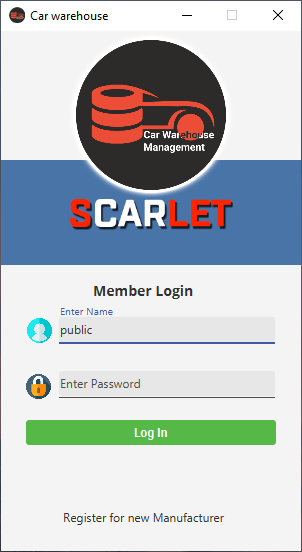 Car warehouse
Car Warehouse
Management
SCARLET
Member Login
Enter Name
public
Enter Password
Log In
Register for new Manufacturer